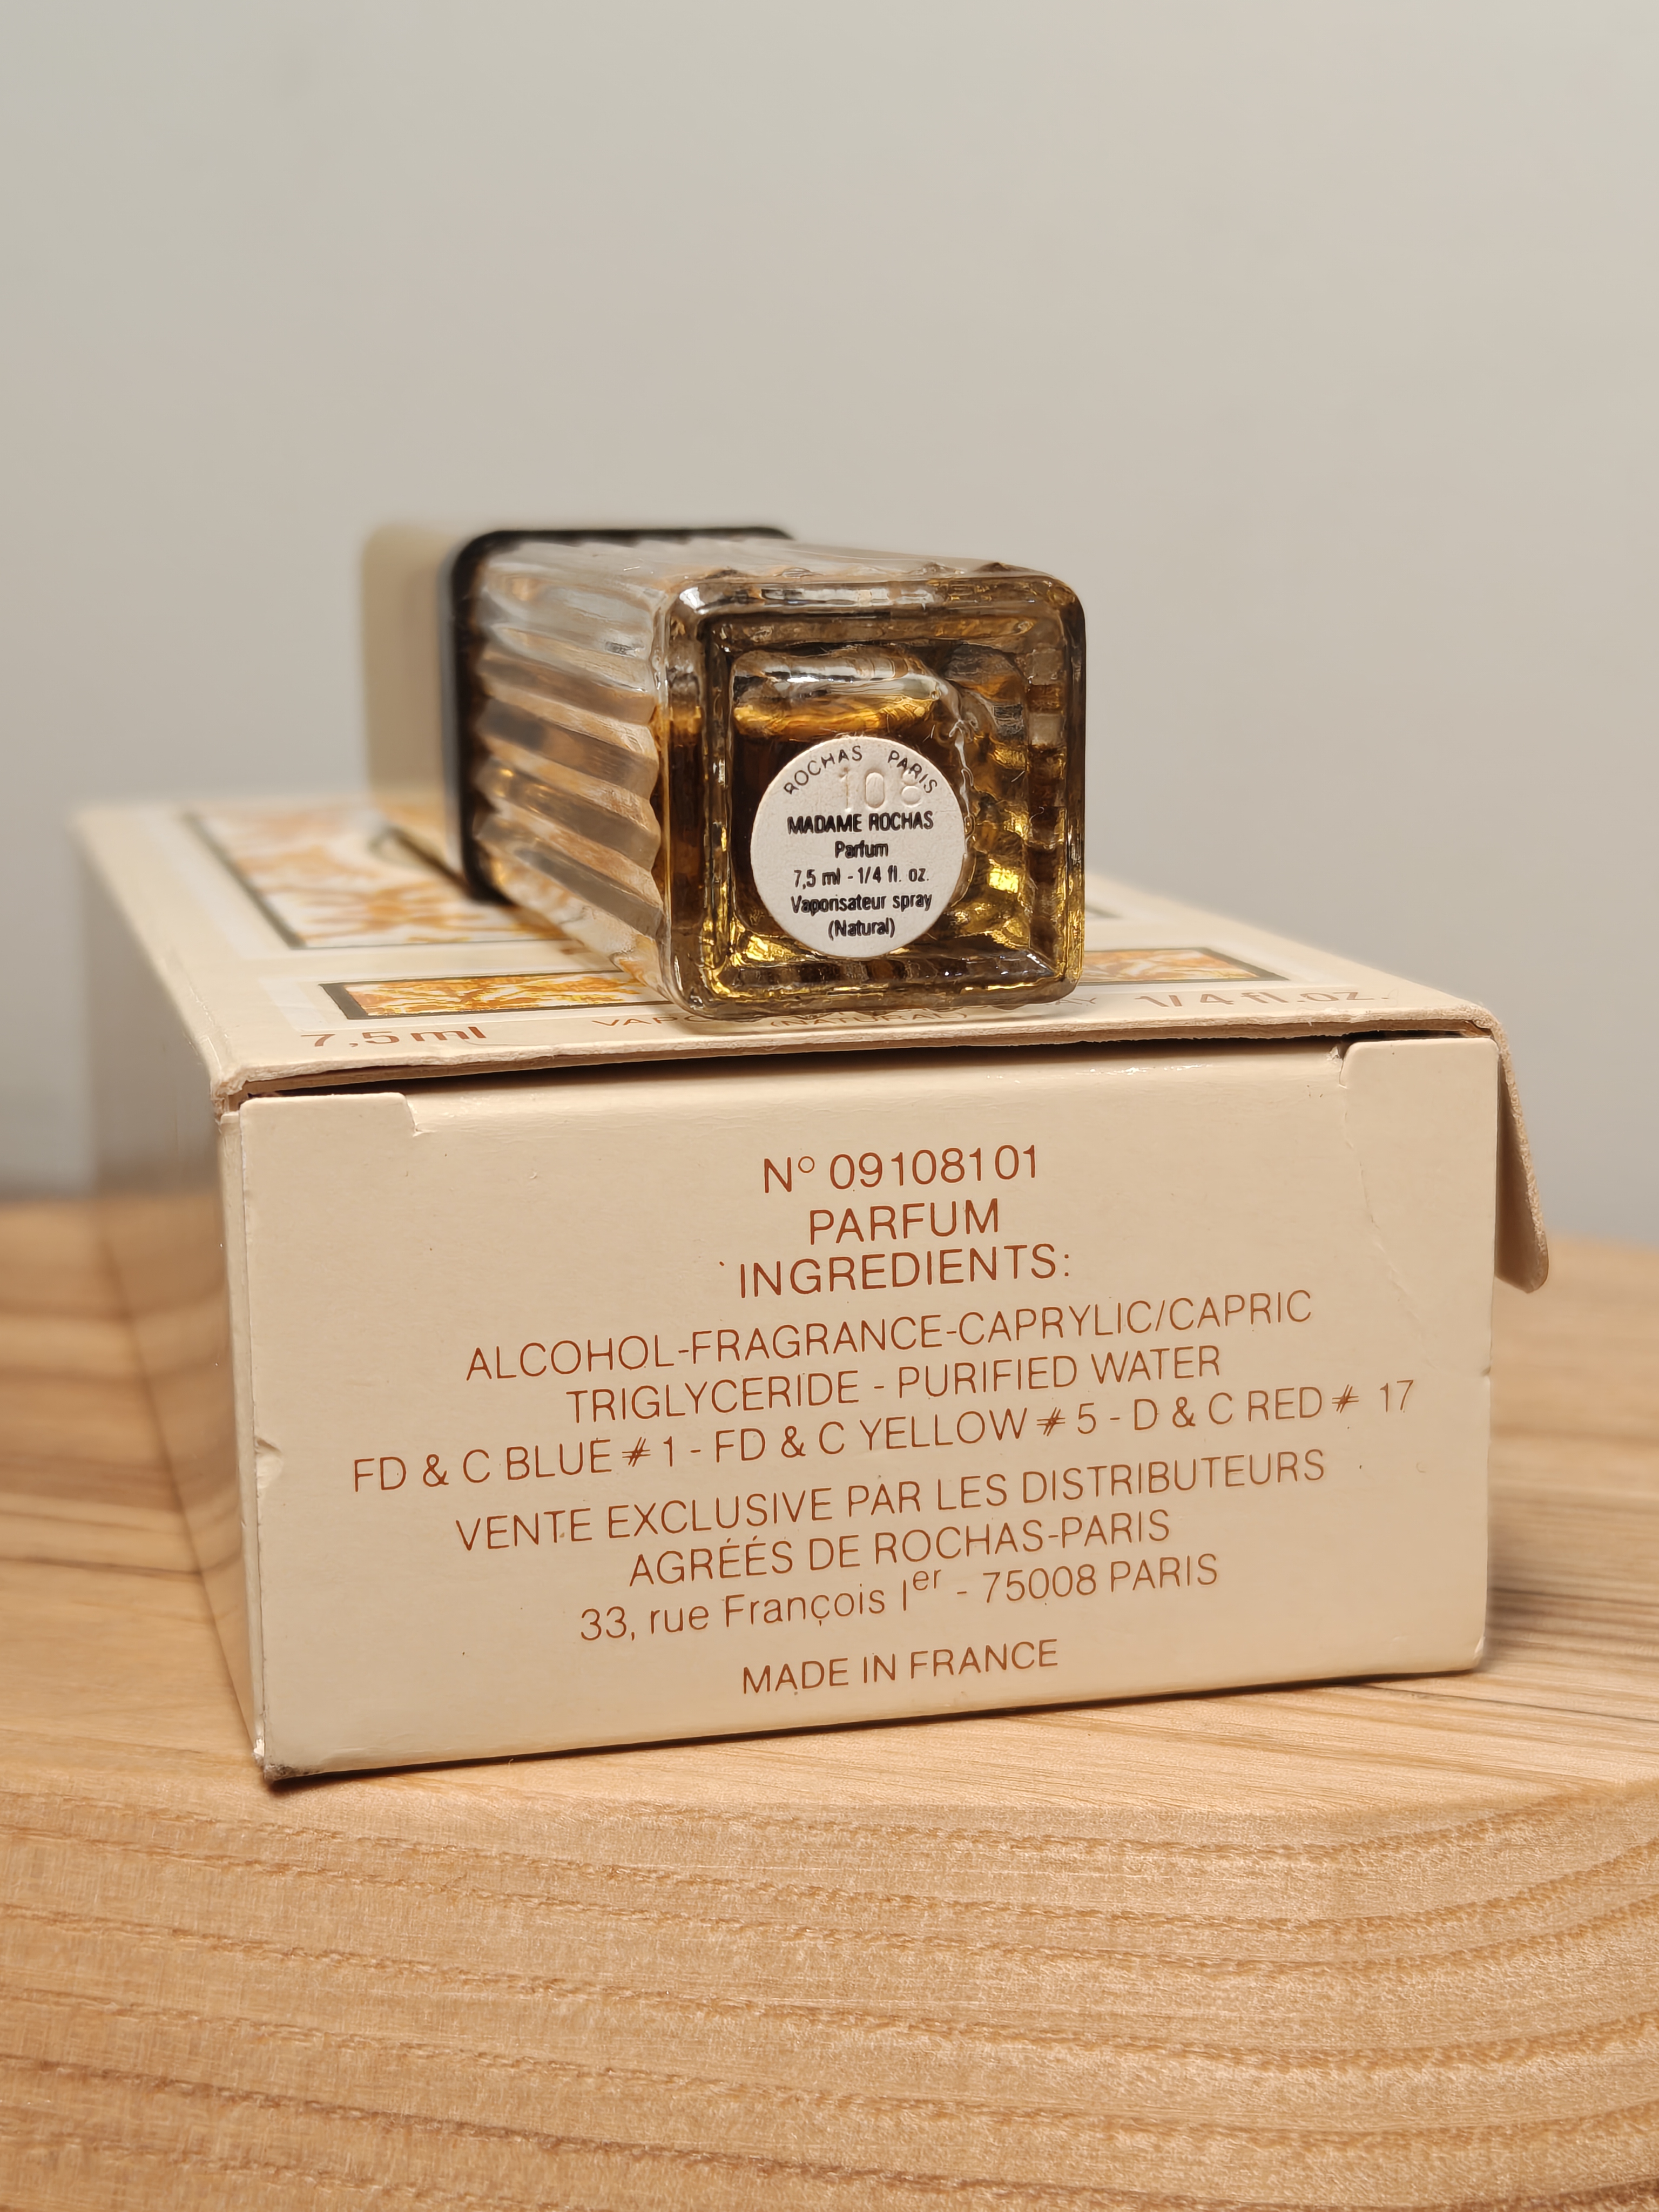 ROCHAS PARIS
108
MADAME ROCHAS
Parfum
7,5 ml - 1/4 fl. oz.
Vaporisateur spray
(Natural)
7,5ml (NATURAL) 1/4 fl.oz.
N° 09108101
PARFUM
INGREDIENTS:
ALCOHOL-FRAGRANCE-CAPRYLIC/CAPRIC
TRIGLYCERIDE - PURIFIED WATER
FD & C BLUE # 1 - FD & C YELLOW # 5 - D & C RED # 17
VENTE EXCLUSIVE PAR LES DISTRIBUTEURS
AGRÉÉS DE ROCHAS-PARIS
33, rue François Ier - 75008 PARIS
MADE IN FRANCE